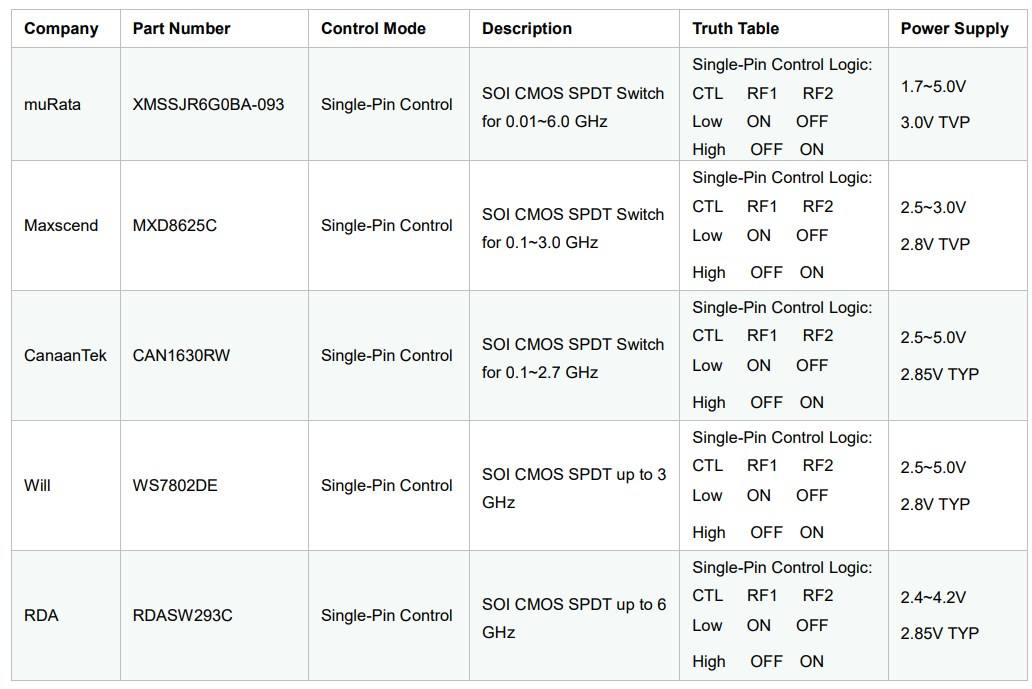 Company Part Number Control Mode Description Truth Table Power Supply
muRata XMSSJR6G0BA-093 Single-Pin Control
SOI CMOS SPDT Switch
for 0.01~6.0 GHz
Single-Pin Control Logic:
CTL RF1 RF2
Low ON OFF
High OFF ON
1.7~5.0V
3.0V TVP
Maxscend MXD8625C Single-Pin Control
SOI CMOS SPDT Switch
for 0.1~3.0 GHz
Single-Pin Control Logic:
CTL RF1 RF2
Low ON OFF
High OFF ON
2.5~3.0V
2.8V TVP
CanaanTek CAN1630RW Single-Pin Control
SOI CMOS SPDT Switch
for 0.1~2.7 GHz
Single-Pin Control Logic:
CTL RF1 RF2
Low ON OFF
High OFF ON
2.5~5.0V
2.85V TYP
Will WS7802DE Single-Pin Control
SOI CMOS SPDT up to 3
GHz
Single-Pin Control Logic:
CTL RF1 RF2
Low ON OFF
High OFF ON
2.5~5.0V
2.8V TYP
RDA RDASW293C Single-Pin Control
SOI CMOS SPDT up to 6
GHz
Single-Pin Control Logic:
CTL RF1 RF2
Low ON OFF
High OFF ON
2.4~4.2V
2.85V TYP